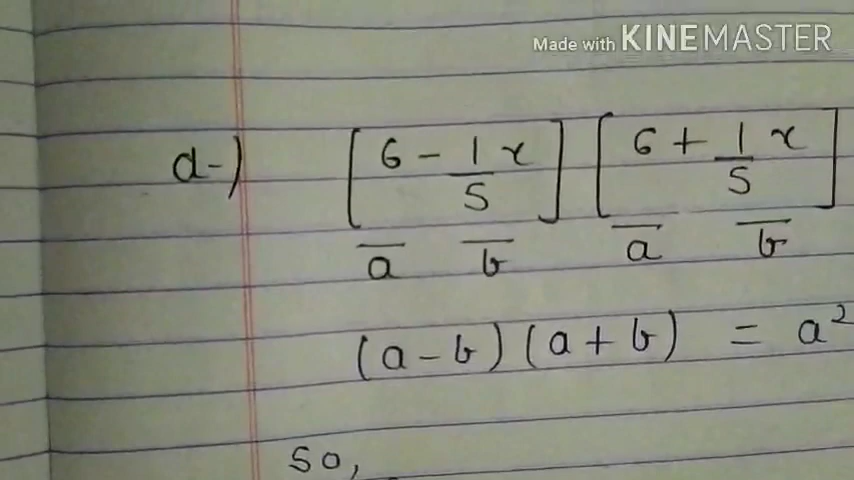 Made with KINEMASTER
d-) [6 - 1/5 x] [6 + 1/5 x]
a b a b
(a - b) (a + b) = a²
so,